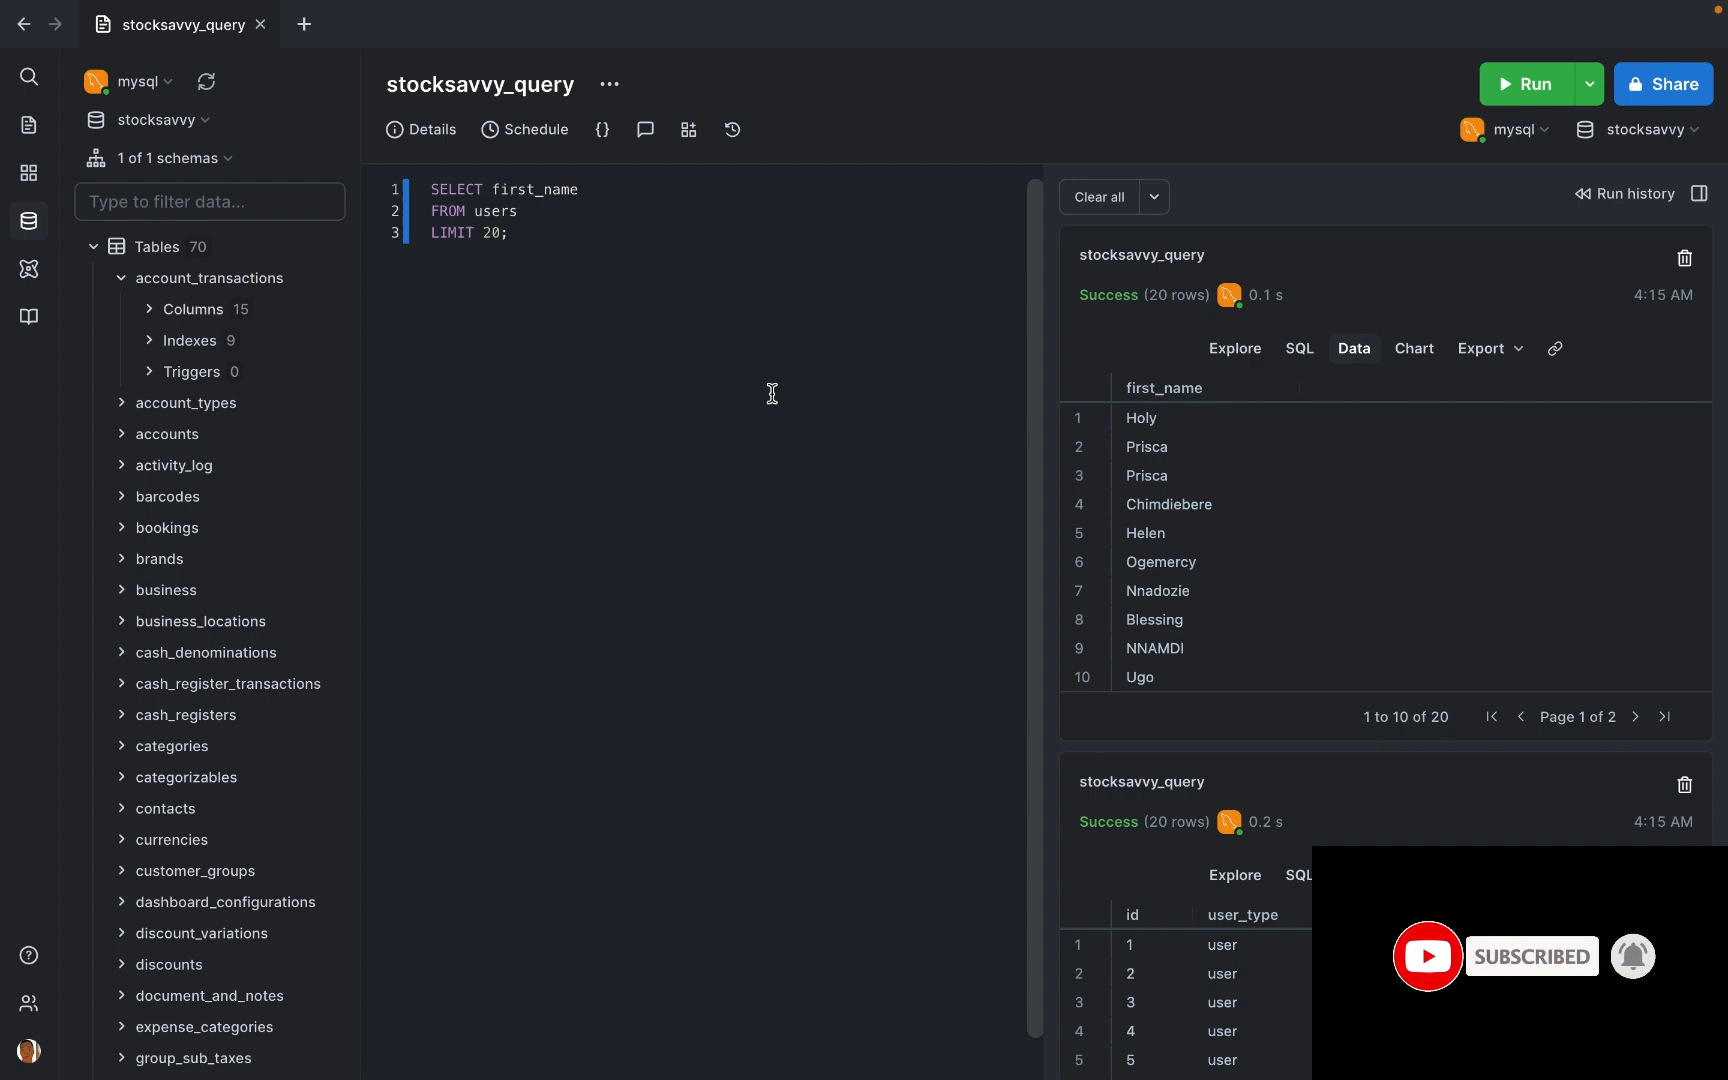 stocksavvy_query
mysql
stocksavvy
1 of 1 schemas
Type to filter data...
Tables 70
account_transactions
Columns 15
Indexes 9
Triggers 0
account_types
accounts
activity_log
barcodes
bookings
brands
business
business_locations
cash_denominations
cash_register_transactions
cash_registers
categories
categorizables
contacts
currencies
customer_groups
dashboard_configurations
discount_variations
discounts
document_and_notes
expense_categories
group_sub_taxes
stocksavvy_query
Run
Share
Details
Schedule
{}
mysql
stocksavvy
1 SELECT first_name
2 FROM users
3 LIMIT 20;
Clear all
Run history
stocksavvy_query
Success (20 rows) 0.1 s 4:15 AM
Explore SQL Data Chart Export
first_name
1 Holy
2 Prisca
3 Prisca
4 Chimdiebere
5 Helen
6 Ogemercy
7 Nnadozie
8 Blessing
9 NNAMDI
10 Ugo
1 to 10 of 20 Page 1 of 2
stocksavvy_query
Success (20 rows) 0.2 s 4:15 AM
Explore SQL
id user_type
1 1 user
2 2 user
3 3 user
4 4 user
5 5 user
SUBSCRIBED